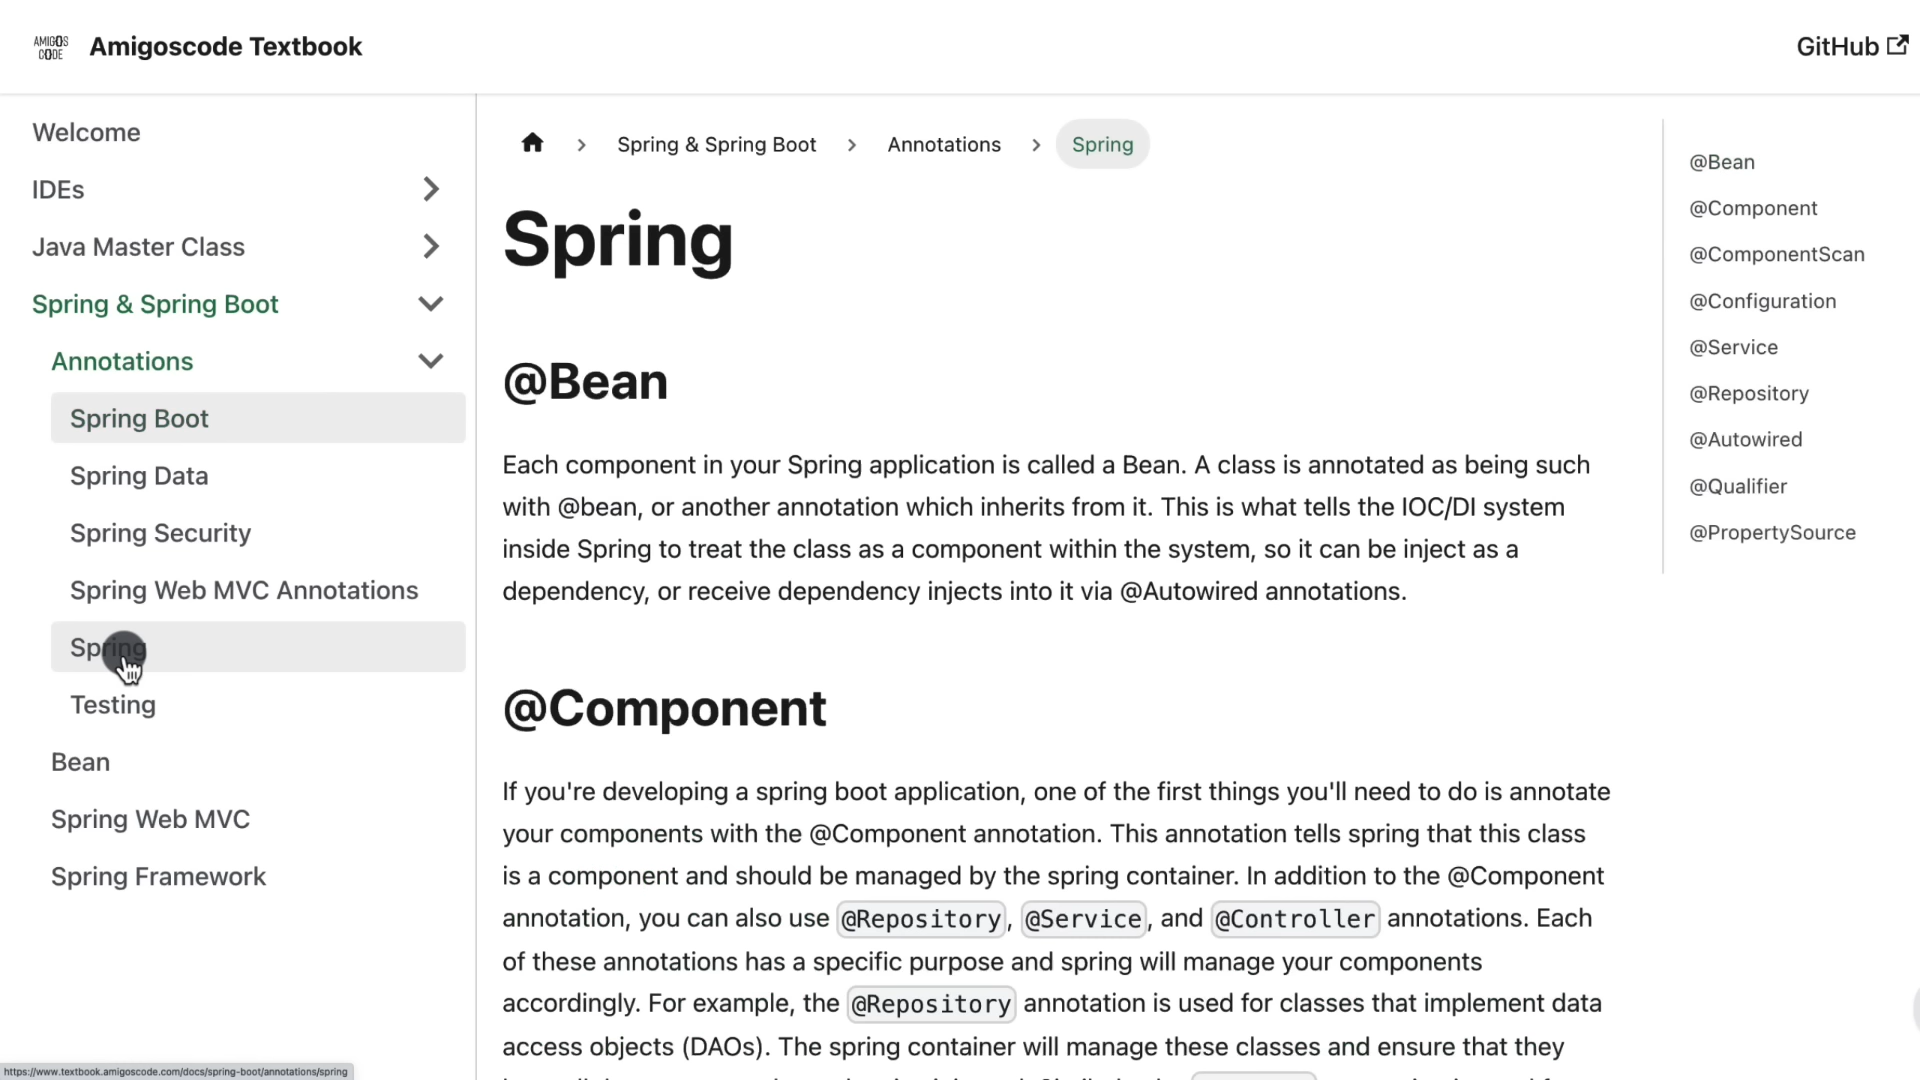 AMIGOS
CODE
Amigoscode Textbook
GitHub
Welcome
IDEs
Java Master Class
Spring & Spring Boot
Annotations
Spring Boot
Spring Data
Spring Security
Spring Web MVC Annotations
Spring
Testing
Bean
Spring Web MVC
Spring Framework
Spring & Spring Boot
Annotations
Spring
Spring
@Bean
Each component in your Spring application is called a Bean. A class is annotated as being such
with @bean, or another annotation which inherits from it. This is what tells the IOC/DI system
inside Spring to treat the class as a component within the system, so it can be inject as a
dependency, or receive dependency injects into it via @Autowired annotations.
@Component
If you're developing a spring boot application, one of the first things you'll need to do is annotate
your components with the @Component annotation. This annotation tells spring that this class
is a component and should be managed by the spring container. In addition to the @Component
annotation, you can also use @Repository, @Service, and @Controller annotations. Each
of these annotations has a specific purpose and spring will manage your components
accordingly. For example, the @Repository annotation is used for classes that implement data
access objects (DAOs). The spring container will manage these classes and ensure that they
@Bean
@Component
@ComponentScan
@Configuration
@Service
@Repository
@Autowired
@Qualifier
@PropertySource
https://www.textbook.amigoscode.com/docs/spring-boot/annotations/spring